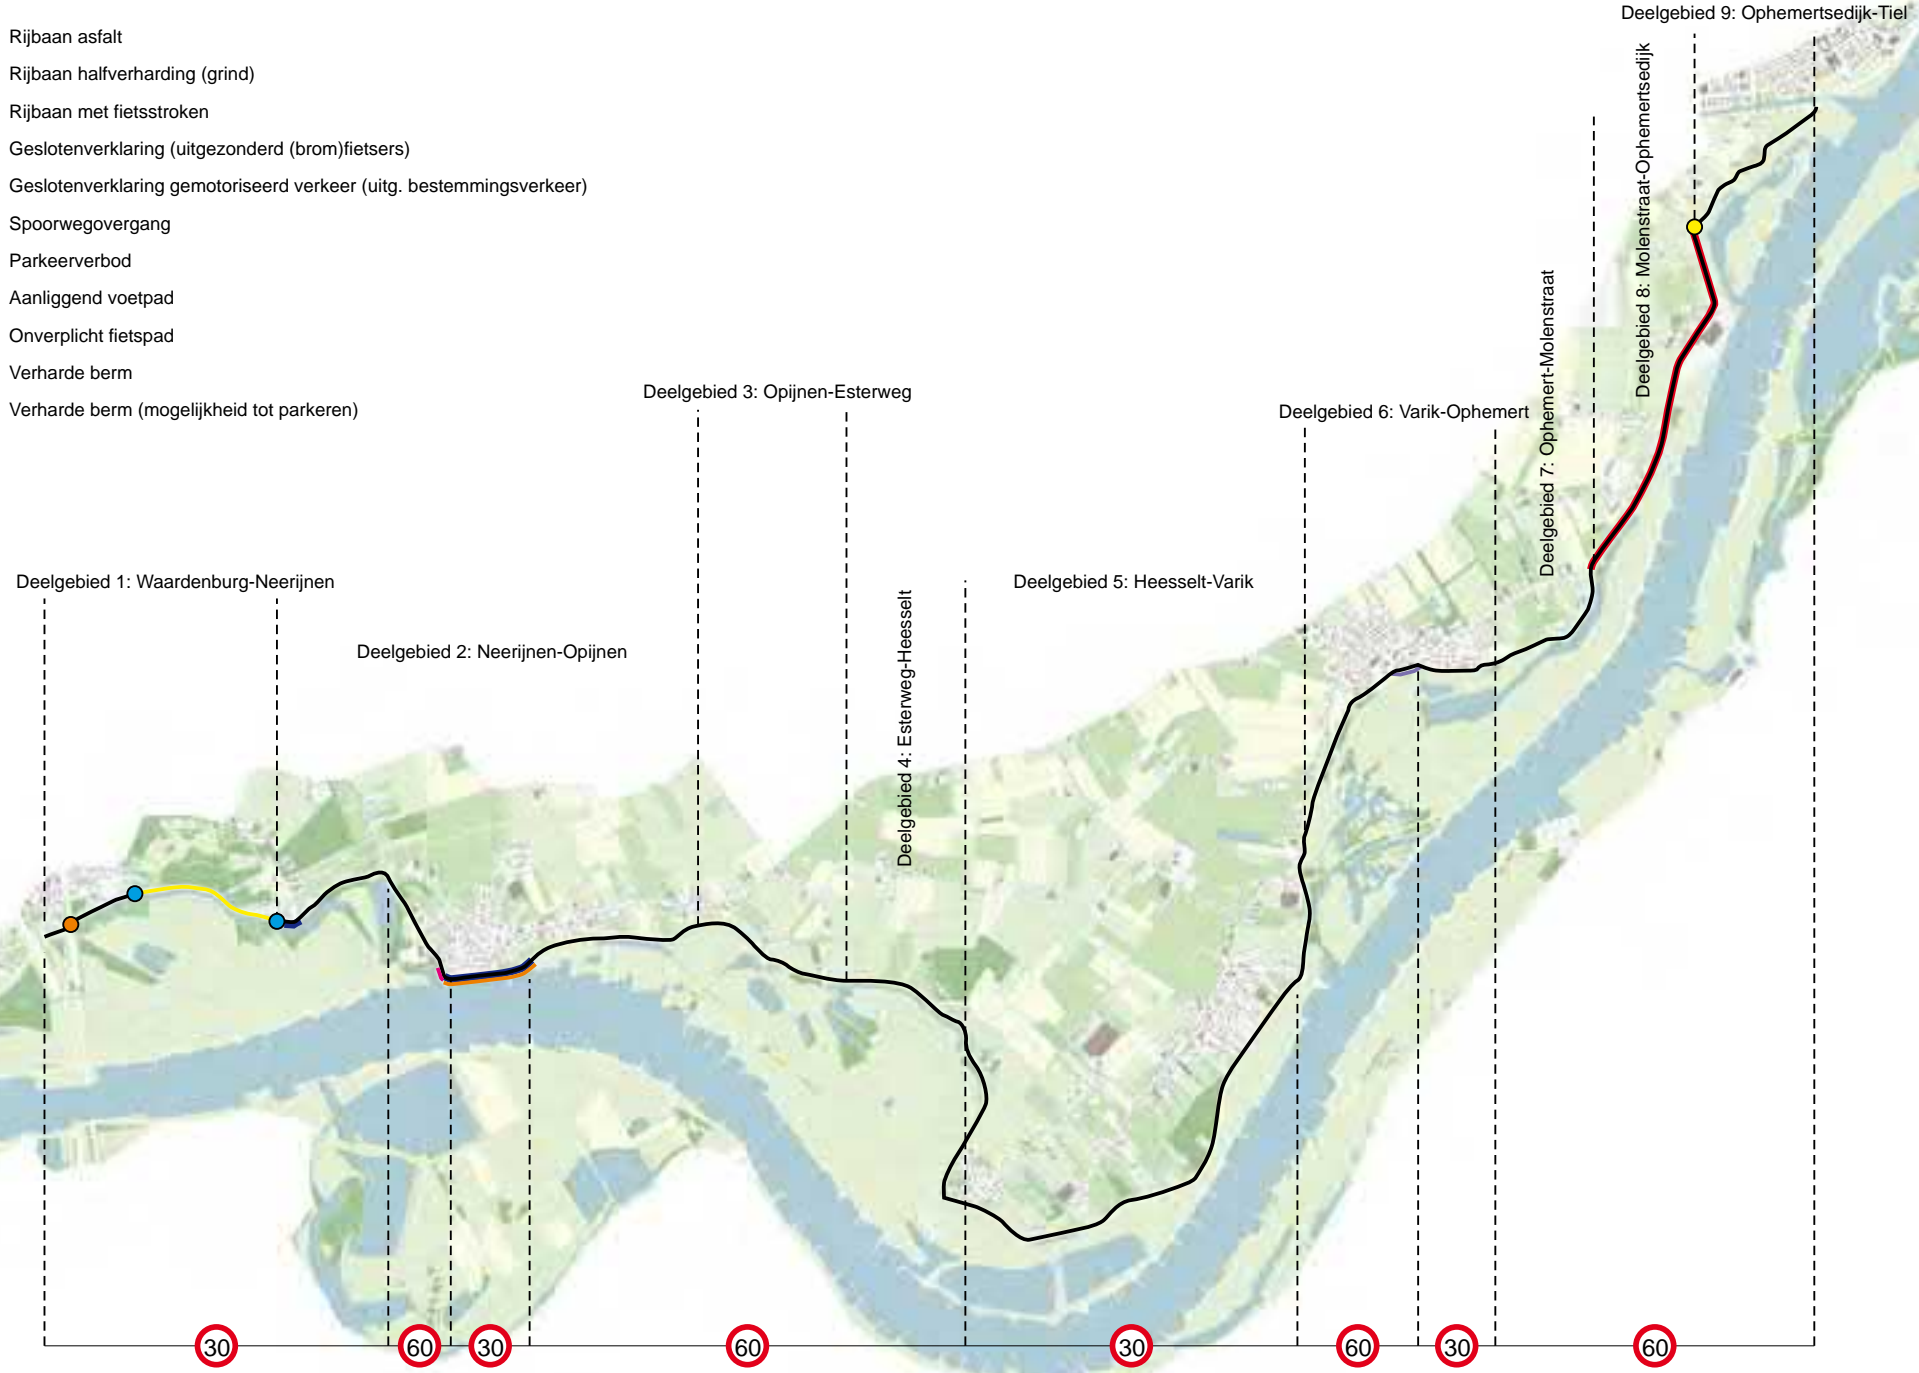 Deelgebied 9: Ophemertsedijk-Tiel
Rijbaan asfalt
Rijbaan halfverharding (grind)
Rijbaan met fietsstroken
Geslotenverklaring (uitgezonderd (brom)fietsers)
Geslotenverklaring gemotoriseerd verkeer (uitg. bestemmingsverkeer)
Spoorwegovergang
Parkeerverbod
Aanliggend voetpad
Onverplicht fietspad
Verharde berm
Verharde berm (mogelijkheid tot parkeren)
Deelgebied 8: Molenstraat-Ophemertsedijk
Deelgebied 7: Ophemert-Molenstraat
Deelgebied 3: Opijnen-Esterweg
Deelgebied 6: Varik-Ophemert
Deelgebied 1: Waardenburg-Neerijnen
Deelgebied 5: Heesselt-Varik
Deelgebied 4: Esterweg-Heesselt
Deelgebied 2: Neerijnen-Opijnen
30 60 30 60 30 60 30 60